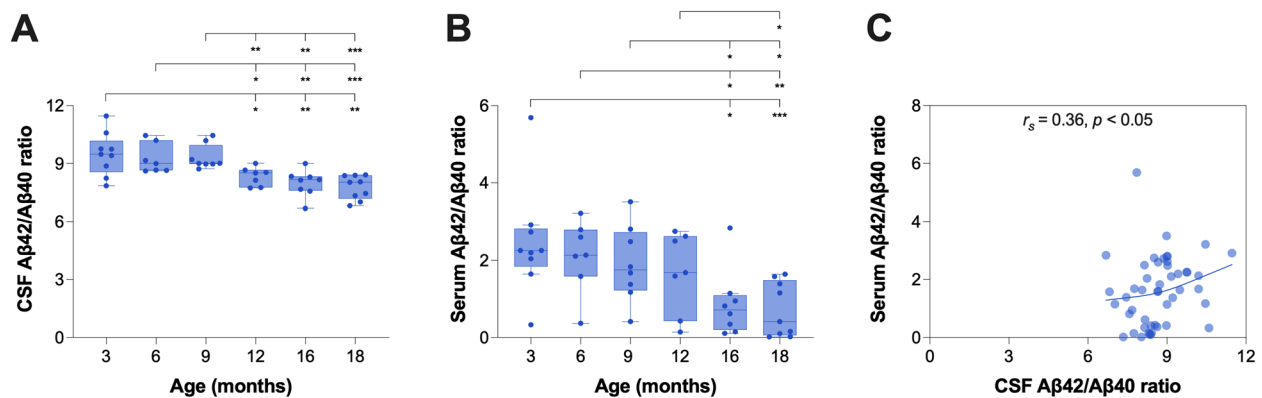 A
** ** ***
* ** ***
* ** **
12
9
6
3
0
CSF Aβ42/Aβ40 ratio
3 6 9 12 16 18
Age (months)
B
*
* *
* **
* ***
6
4
2
0
Serum Aβ42/Aβ40 ratio
3 6 9 12 16 18
Age (months)
C
rs = 0.36, p < 0.05
8
6
4
2
0
Serum Aβ42/Aβ40 ratio
0 3 6 9 12
CSF Aβ42/Aβ40 ratio